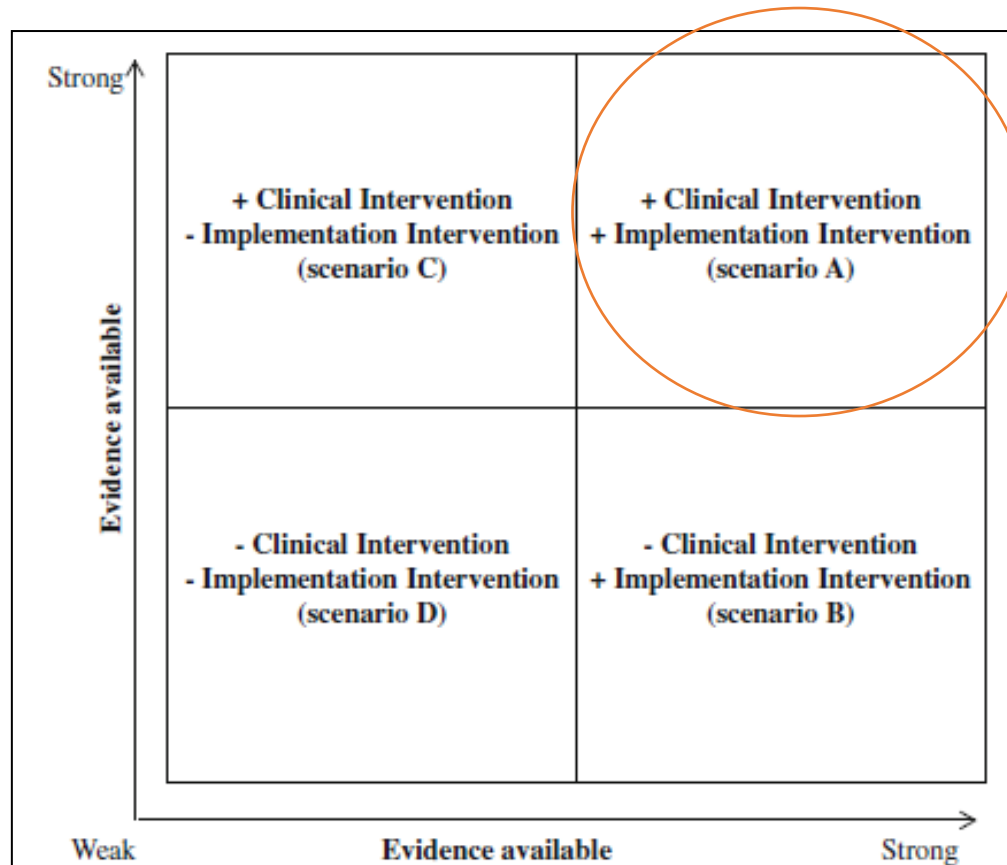 Strong
+ Clinical Intervention
- Implementation Intervention
(scenario C)
+ Clinical Intervention
+ Implementation Intervention
(scenario A)
Evidence available
- Clinical Intervention
- Implementation Intervention
(scenario D)
- Clinical Intervention
+ Implementation Intervention
(scenario B)
Weak
Evidence available
Strong